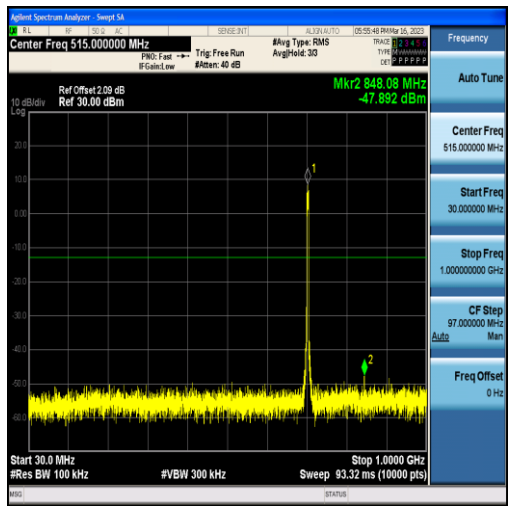 Agilent Spectrum Analyzer - Swept SA
RL RF 50 Ω AC SENSE:INT ALIGN AUTO 05:55:48 PM Mar 16, 2023
Center Freq 515.000000 MHz
PNO: Fast
IFGain:Low
Trig: Free Run
#Atten: 40 dB
#Avg Type: RMS
Avg|Hold: 3/3
TRACE 1 2 3 4 5 6
TYPE MWWWWW
DET P P P P P P
Mkr2 848.08 MHz
-47.892 dBm
Ref Offset 2.09 dB
Ref 30.00 dBm
10 dB/div
Log
20.0
10.0
0.00
-10.0
-20.0
-40.0
-50.0
-60.0
1
2
Start 30.0 MHz
Stop 1.0000 GHz
#Res BW 100 kHz
#VBW 300 kHz
Sweep 93.32 ms (10000 pts)
MSG
STATUS
Frequency
Auto Tune
Center Freq
515.000000 MHz
Start Freq
30.000000 MHz
Stop Freq
1.000000000 GHz
CF Step
97.000000 MHz
Auto Man
Freq Offset
0 Hz